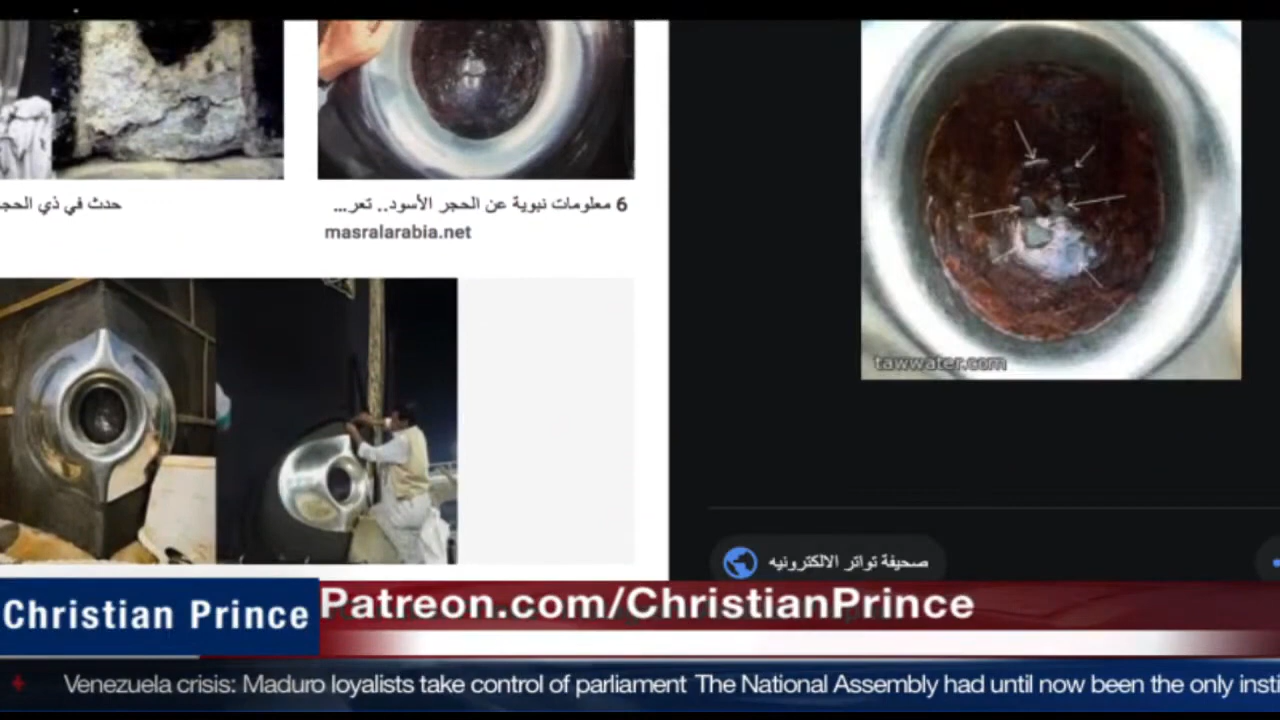 حدث في ذي الحج
6 معلومات نبوية عن الحجر الأسود.. تعر...
masralarabia.net
tawwater.com
صحيفة تواتر الالكترونيه
Christian Prince
Patreon.com/ChristianPrince
Venezuela crisis: Maduro loyalists take control of parliament The National Assembly had until now been the only insti